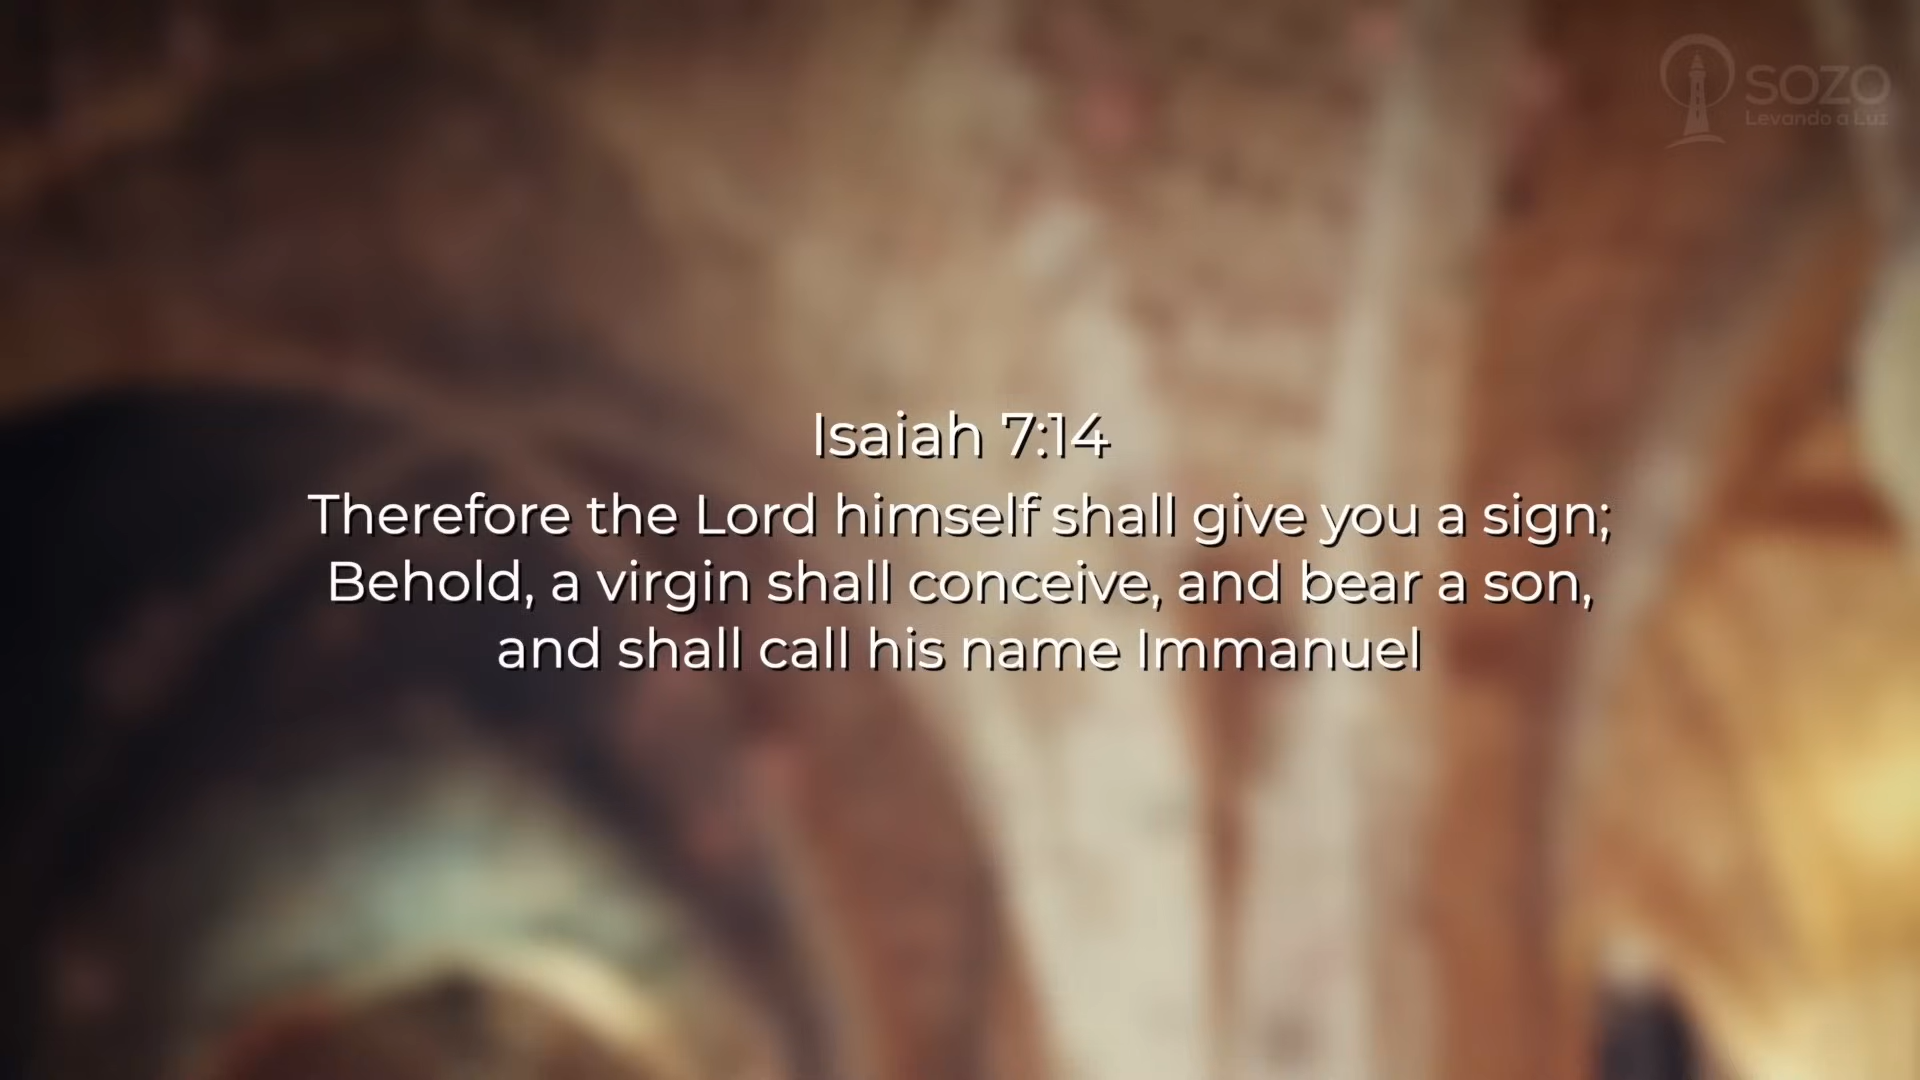 SOZO
Levando a Luz
Isaiah 7:14
Therefore the Lord himself shall give you a sign;
Behold, a virgin shall conceive, and bear a son,
and shall call his name Immanuel